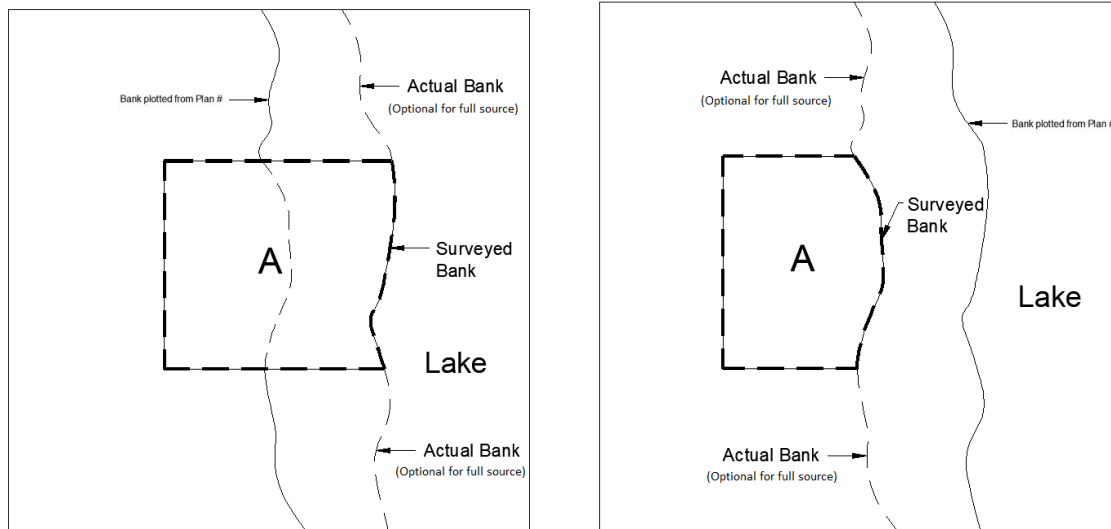 Actual Bank
(Optional for full source)
Bank plotted from Plan #
A
Surveyed
Bank
Lake
Actual Bank
(Optional for full source)
Actual Bank
(Optional for full source)
Bank plotted from Plan #
Surveyed
Bank
A
Lake
Actual Bank
(Optional for full source)